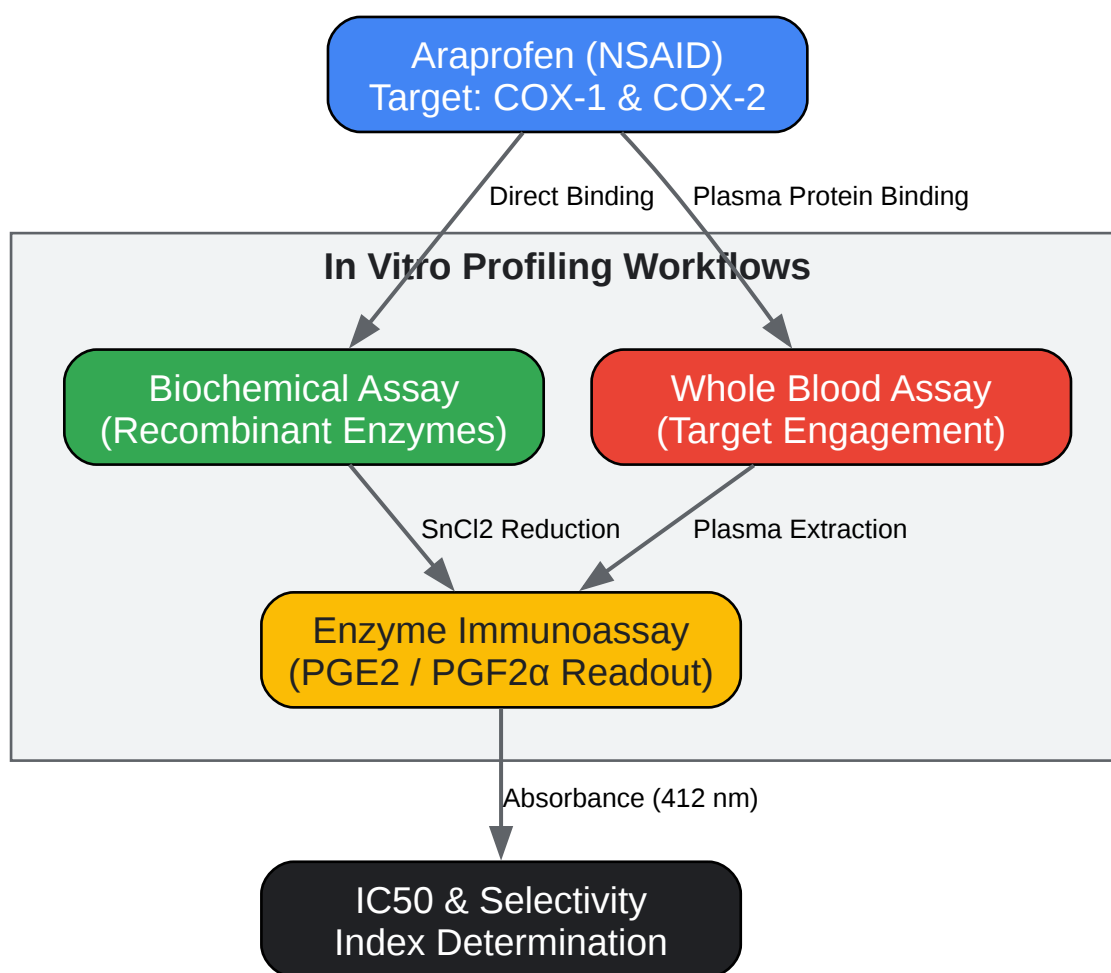 Araprofen (NSAID)
Target: COX-1 & COX-2
Direct Binding
Plasma Protein Binding
In Vitro Profiling Workflows
Biochemical Assay
(Recombinant Enzymes)
Whole Blood Assay
(Target Engagement)
SnCl2 Reduction
Plasma Extraction
Enzyme Immunoassay
(PGE2 / PGF2α Readout)
Absorbance (412 nm)
IC50 & Selectivity
Index Determination